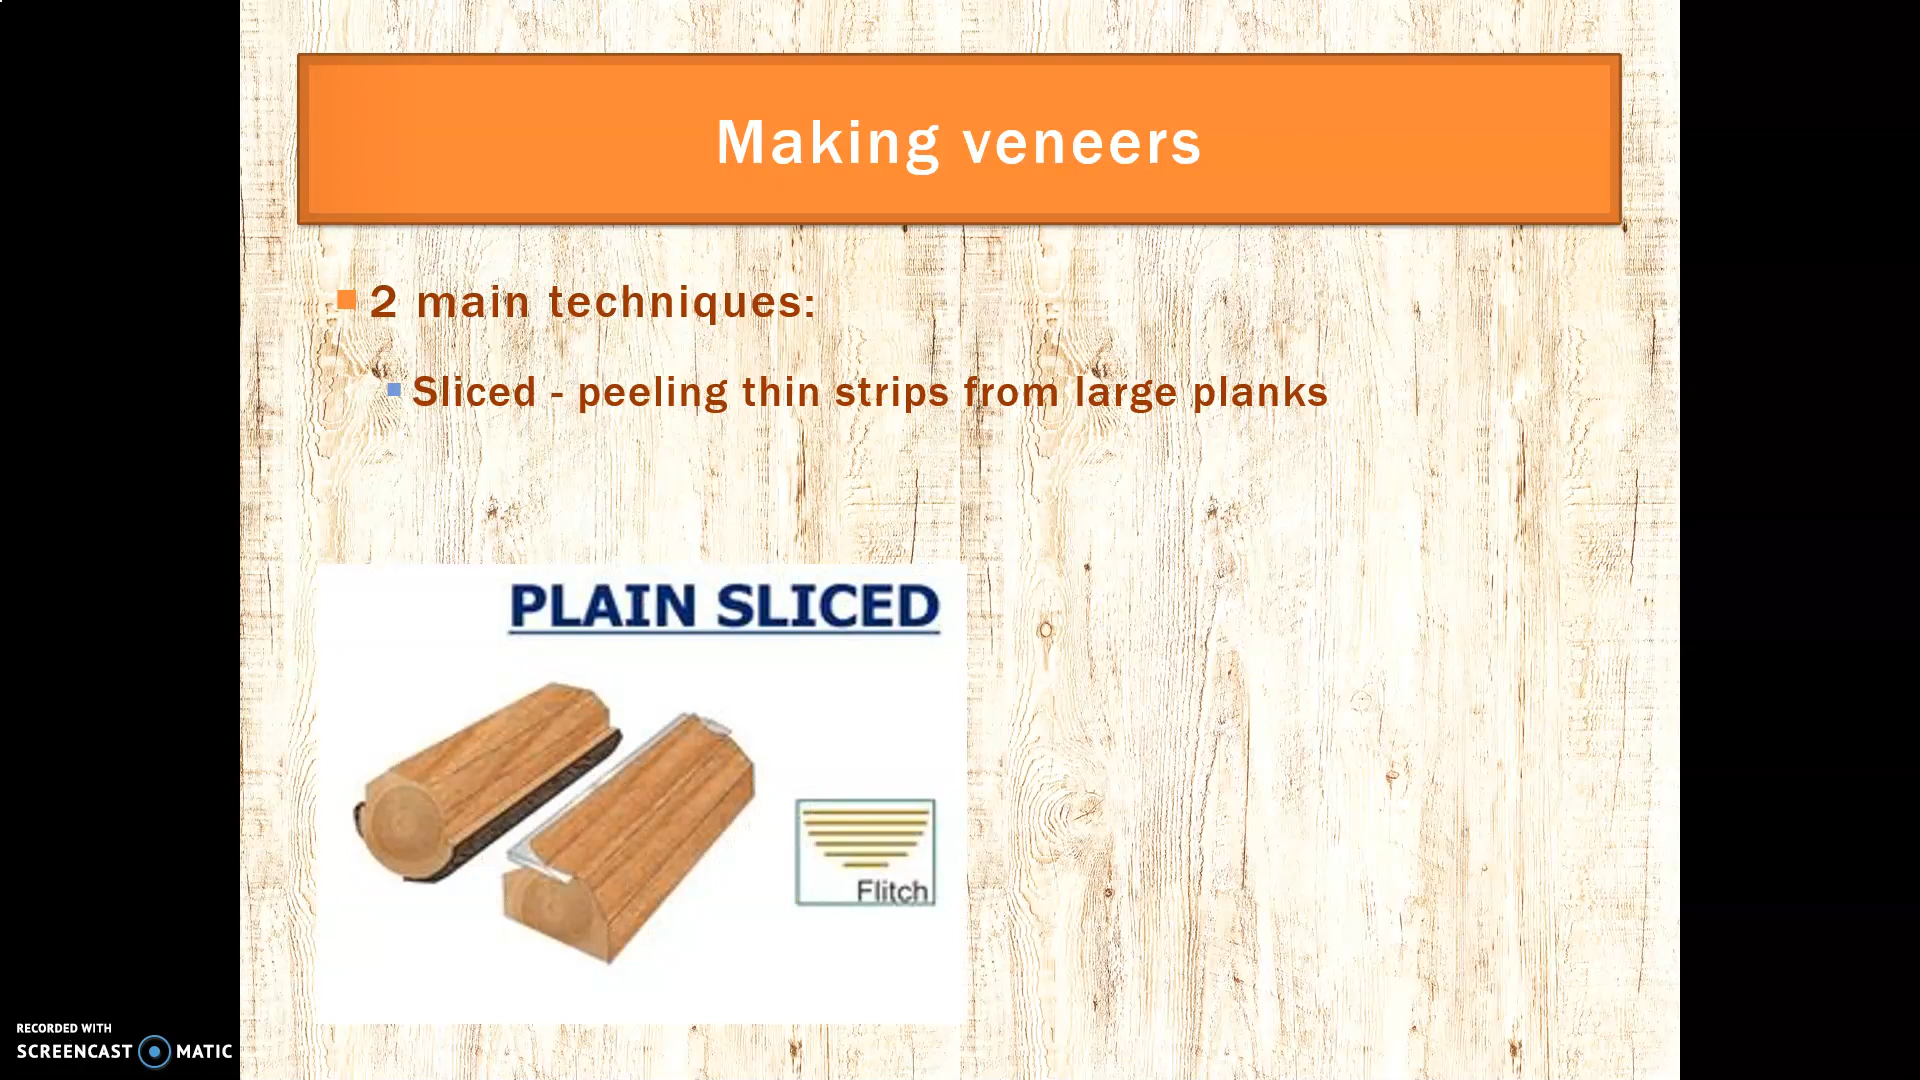 Making veneers
2 main techniques:
Sliced - peeling thin strips from large planks
PLAIN SLICED
Flitch
RECORDED WITH
SCREENCAST MATIC